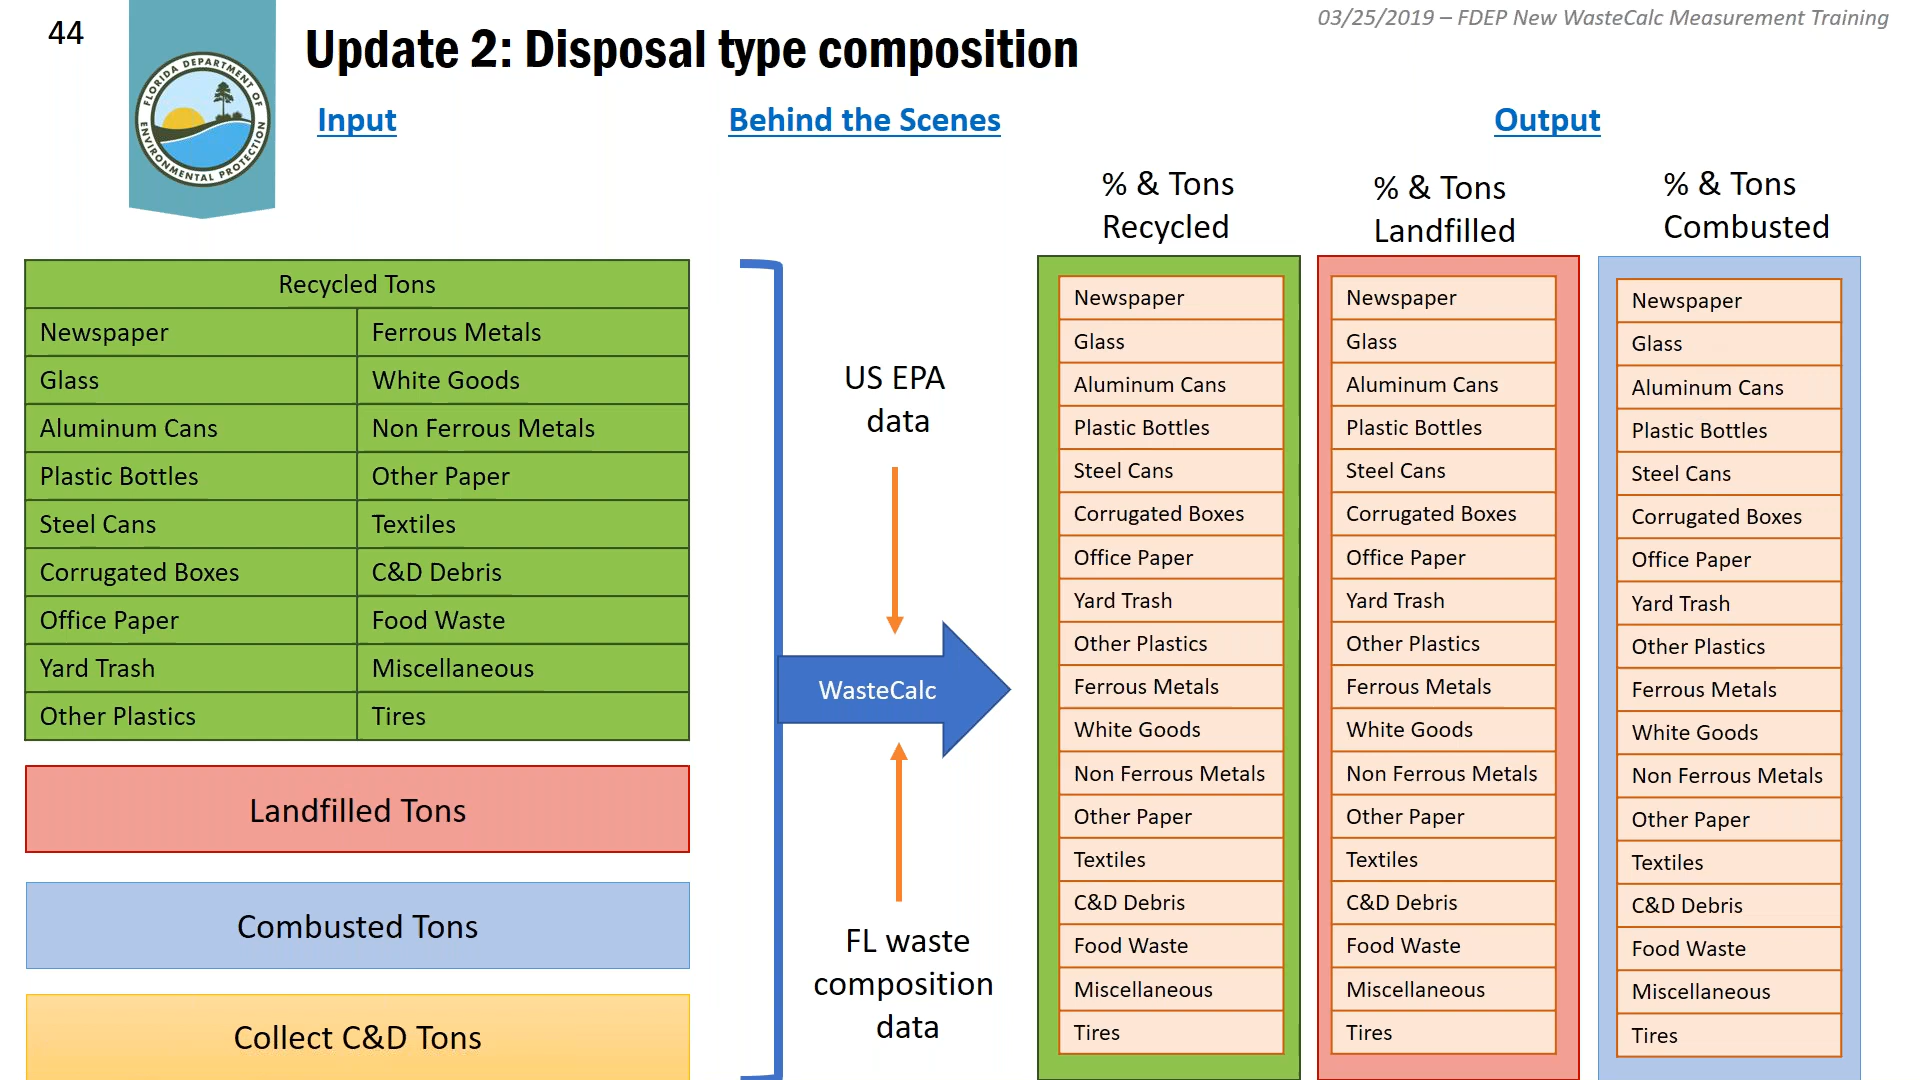 44
03/25/2019 – FDEP New WasteCalc Measurement Training
FLORIDA DEPARTMENT OF
ENVIRONMENTAL PROTECTION
Update 2: Disposal type composition
Input
Behind the Scenes
Output
Recycled Tons
Newspaper
Ferrous Metals
Glass
White Goods
Aluminum Cans
Non Ferrous Metals
Plastic Bottles
Other Paper
Steel Cans
Textiles
Corrugated Boxes
C&D Debris
Office Paper
Food Waste
Yard Trash
Miscellaneous
Other Plastics
Tires
Landfilled Tons
Combusted Tons
Collect C&D Tons
US EPA
data
WasteCalc
FL waste
composition
data
% & Tons
Recycled
Newspaper
Glass
Aluminum Cans
Plastic Bottles
Steel Cans
Corrugated Boxes
Office Paper
Yard Trash
Other Plastics
Ferrous Metals
White Goods
Non Ferrous Metals
Other Paper
Textiles
C&D Debris
Food Waste
Miscellaneous
Tires
% & Tons
Landfilled
Newspaper
Glass
Aluminum Cans
Plastic Bottles
Steel Cans
Corrugated Boxes
Office Paper
Yard Trash
Other Plastics
Ferrous Metals
White Goods
Non Ferrous Metals
Other Paper
Textiles
C&D Debris
Food Waste
Miscellaneous
Tires
% & Tons
Combusted
Newspaper
Glass
Aluminum Cans
Plastic Bottles
Steel Cans
Corrugated Boxes
Office Paper
Yard Trash
Other Plastics
Ferrous Metals
White Goods
Non Ferrous Metals
Other Paper
Textiles
C&D Debris
Food Waste
Miscellaneous
Tires